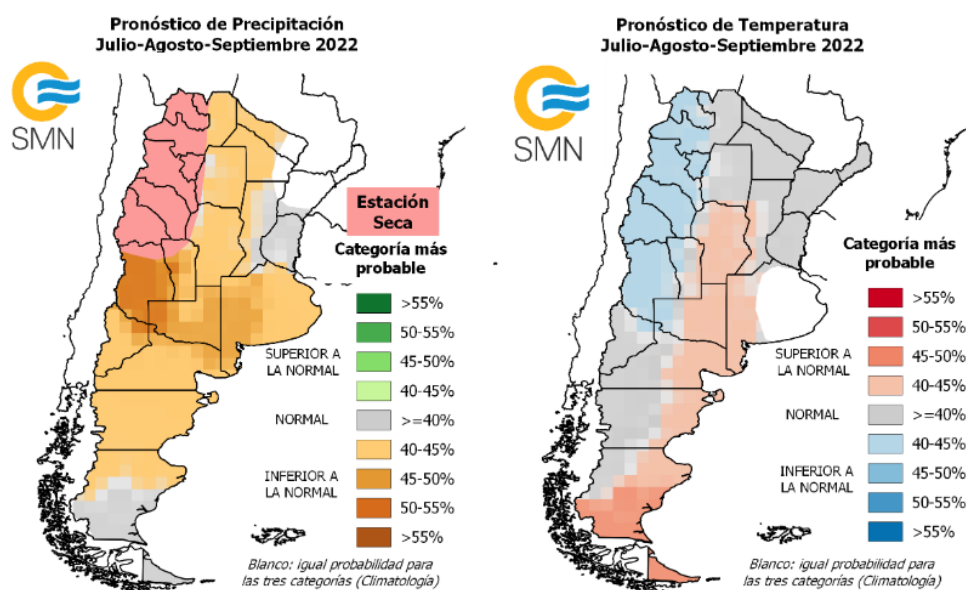 Pronóstico de Precipitación
Julio-Agosto-Septiembre 2022
SMN
Estación
Seca
Categoría más
probable
>55%
50-55%
45-50%
SUPERIOR A
LA NORMAL
40-45%
NORMAL
>=40%
40-45%
INFERIOR A
LA NORMAL
45-50%
50-55%
>55%
Blanco: igual probabilidad para
las tres categorías (Climatología)
Pronóstico de Temperatura
Julio-Agosto-Septiembre 2022
SMN
Categoría más
probable
>55%
50-55%
SUPERIOR A
LA NORMAL
45-50%
40-45%
NORMAL
>=40%
40-45%
INFERIOR A
LA NORMAL
45-50%
50-55%
>55%
Blanco: igual probabilidad para
las tres categorías (Climatología)